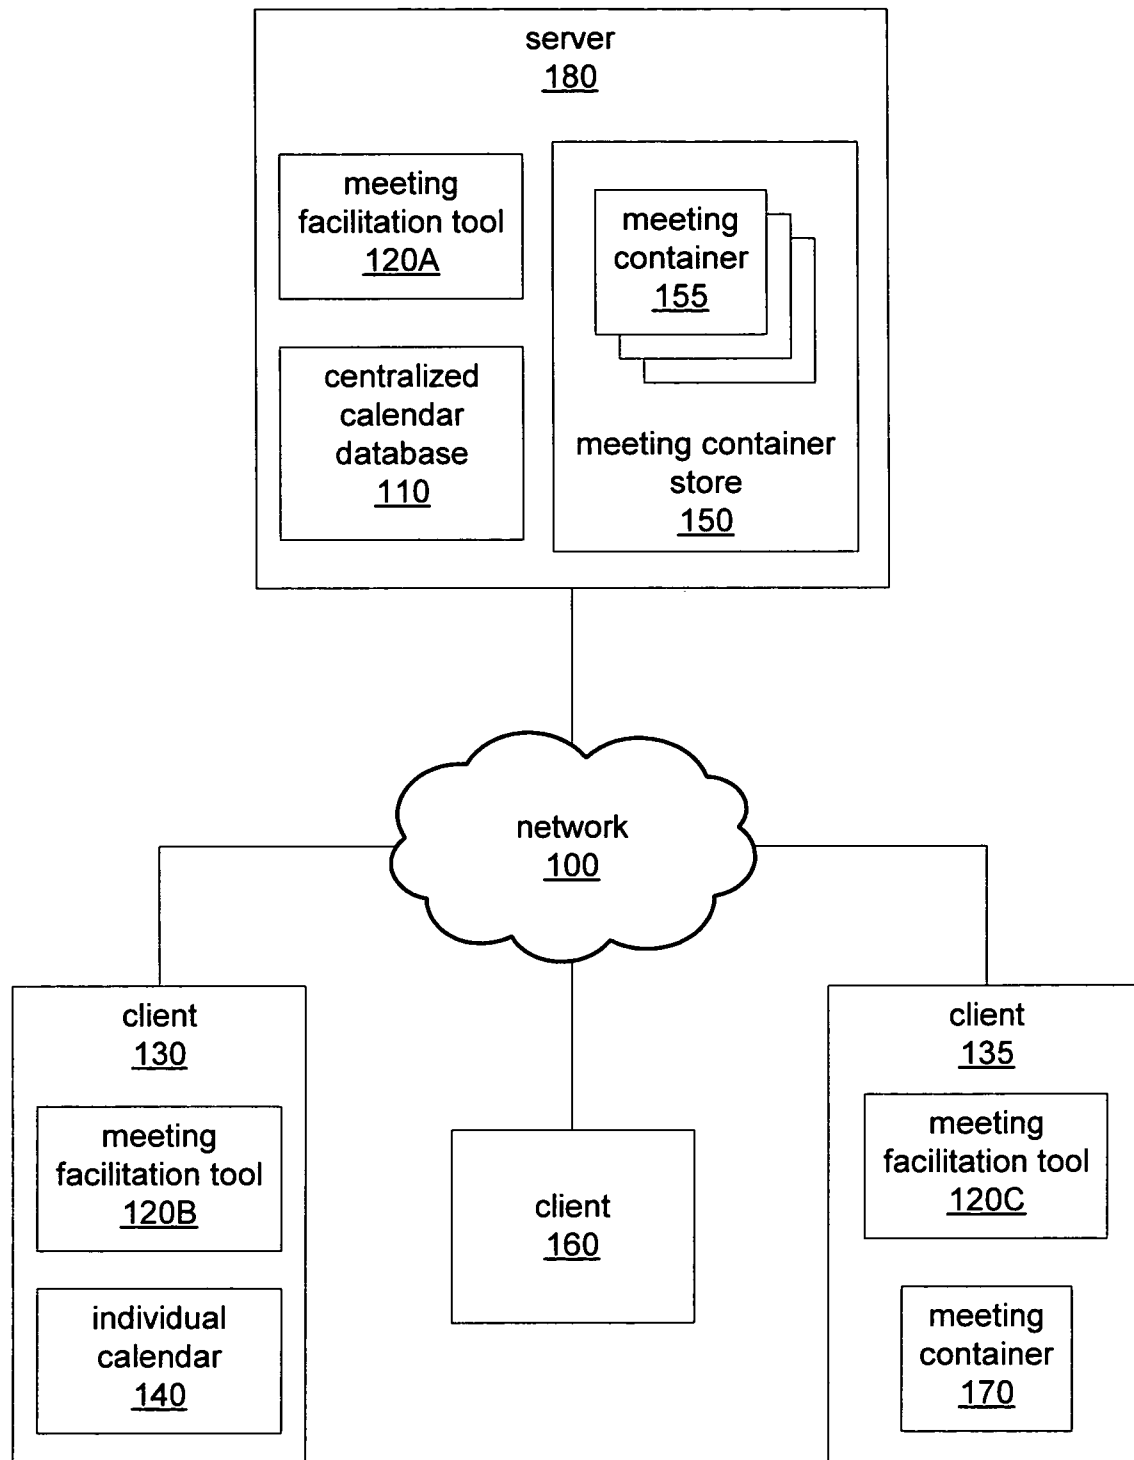 server
180
meeting
facilitation tool
120A
meeting
container
155
centralized
calendar
database
110
meeting container
store
150
network
100
client
130
meeting
facilitation tool
120B
individual
calendar
140
client
160
client
135
meeting
facilitation tool
120C
meeting
container
170